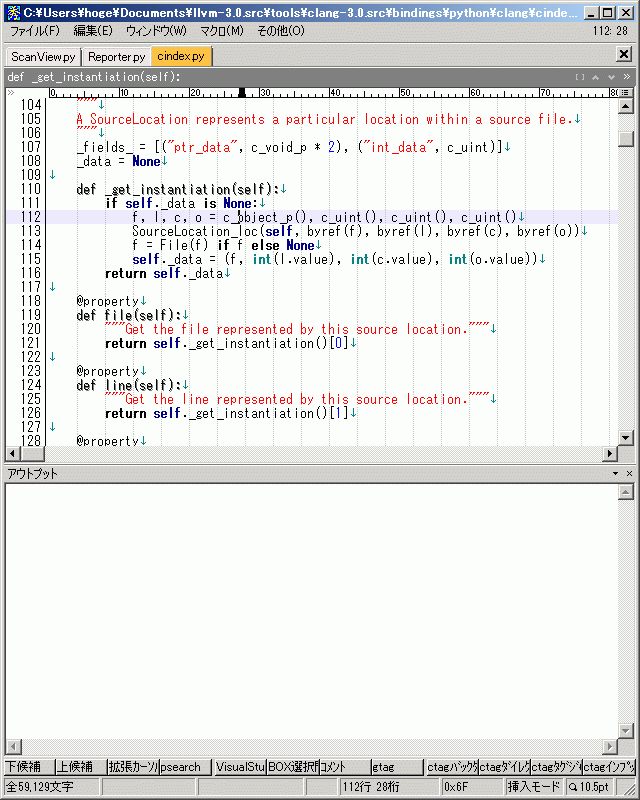 C:¥Users¥hoge¥Documents¥llvm-3.0.src¥tools¥clang-3.0.src¥bindings¥python¥clang¥cinde...
ファイル(F) 編集(E) ウィンドウ(W) マクロ(M) その他(O) 112: 28
ScanView.py Reporter.py cindex.py
def _get_instantiation(self):
0 10 20 30 40 50 60 70 80
104 """↓
105 A SourceLocation represents a particular location within a source file.↓
106 """↓
107 _fields_ = [("ptr_data", c_void_p * 2), ("int_data", c_uint)]↓
108 _data = None↓
109 ↓
110 def _get_instantiation(self):↓
111 if self._data is None:↓
112 f, l, c, o = c_object_p(), c_uint(), c_uint(), c_uint()↓
113 SourceLocation_loc(self, byref(f), byref(l), byref(c), byref(o))↓
114 f = File(f) if f else None↓
115 self._data = (f, int(l.value), int(c.value), int(o.value))↓
116 return self._data↓
117 ↓
118 @property↓
119 def file(self):↓
120 """Get the file represented by this source location."""↓
121 return self._get_instantiation()[0]↓
122 ↓
123 @property↓
124 def line(self):↓
125 """Get the line represented by this source location."""↓
126 return self._get_instantiation()[1]↓
127 ↓
128 @property↓
アウトプット
下候補 上候補 拡張カーソル psearch VisualStu BOX選択 コメント gtag ctagバックタ ctagダイレク ctagタグジ ctagインプッ
全59,129文字 112行 28桁 0x6F 挿入モード 10.5pt